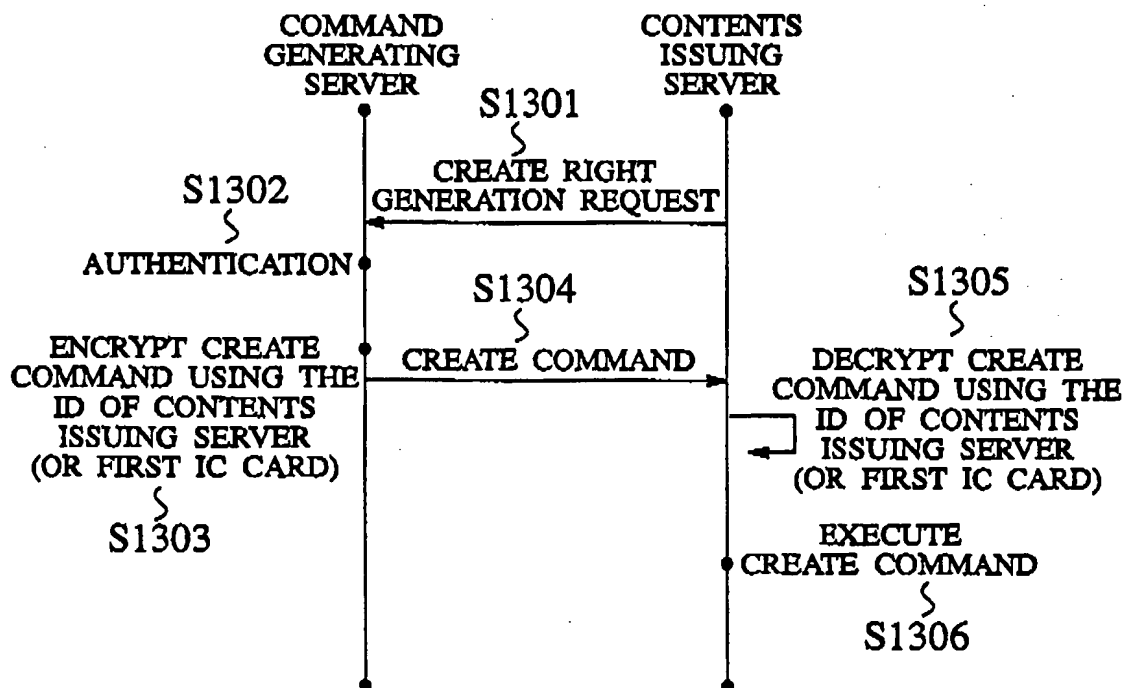 COMMAND
GENERATING
SERVER
CONTENTS
ISSUING
SERVER
S1301
CREATE RIGHT
GENERATION REQUEST
S1302
AUTHENTICATION
S1304
CREATE COMMAND
S1305
ENCRYPT CREATE
COMMAND USING THE
ID OF CONTENTS
ISSUING SERVER
(OR FIRST IC CARD)
S1303
DECRYPT CREATE
COMMAND USING THE
ID OF CONTENTS
ISSUING SERVER
(OR FIRST IC CARD)
EXECUTE
CREATE COMMAND
S1306